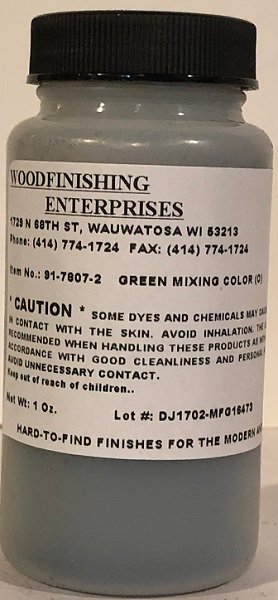 WOODFINISHING
ENTERPRISES
1729 N 68TH ST, WAUWATOSA WI 53213
Phone: (414) 774-1724 FAX: (414) 774-1724
Item No.: 91-7807-2 GREEN MIXING COLOR (O)
* CAUTION * SOME DYES AND CHEMICALS MAY
IN CONTACT WITH THE SKIN. AVOID INHALATION. THE
RECOMMENDED WHEN HANDLING THESE PRODUCTS AS
ACCORDANCE WITH GOOD CLEANLINESS AND PERSONAL
AVOID UNNECESSARY CONTACT.
Keep out of reach of children..
Net Wt: 1 Oz. Lot #: DJ1702-MFG16473
HARD-TO-FIND FINISHES FOR THE MODERN